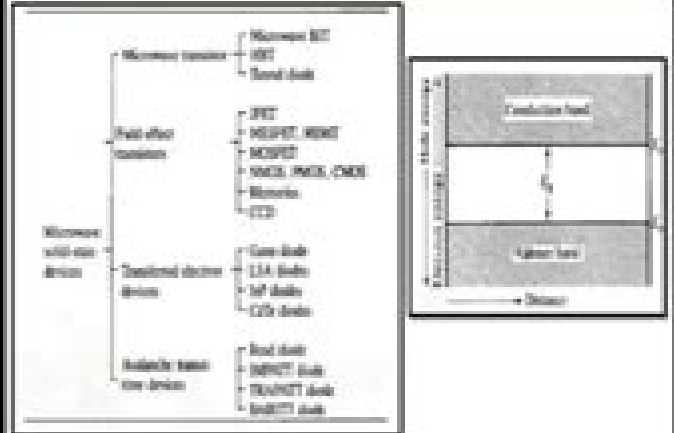 Microwave transistor
Microwave BJT
HBT
Tunnel diode
Field-effect
transistors
JFET
MESFET, HEMT
MOSFET
NMOS, PMOS, CMOS
Memories
CCD
Microwave
solid-state
devices
Transferred electron
devices
Gunn diode
LSA diodes
InP diodes
CdTe diodes
Avalanche transit
time devices
Read diode
IMPATT diode
TRAPATT diode
BARITT diode
Conduction band
Valence band
Distance